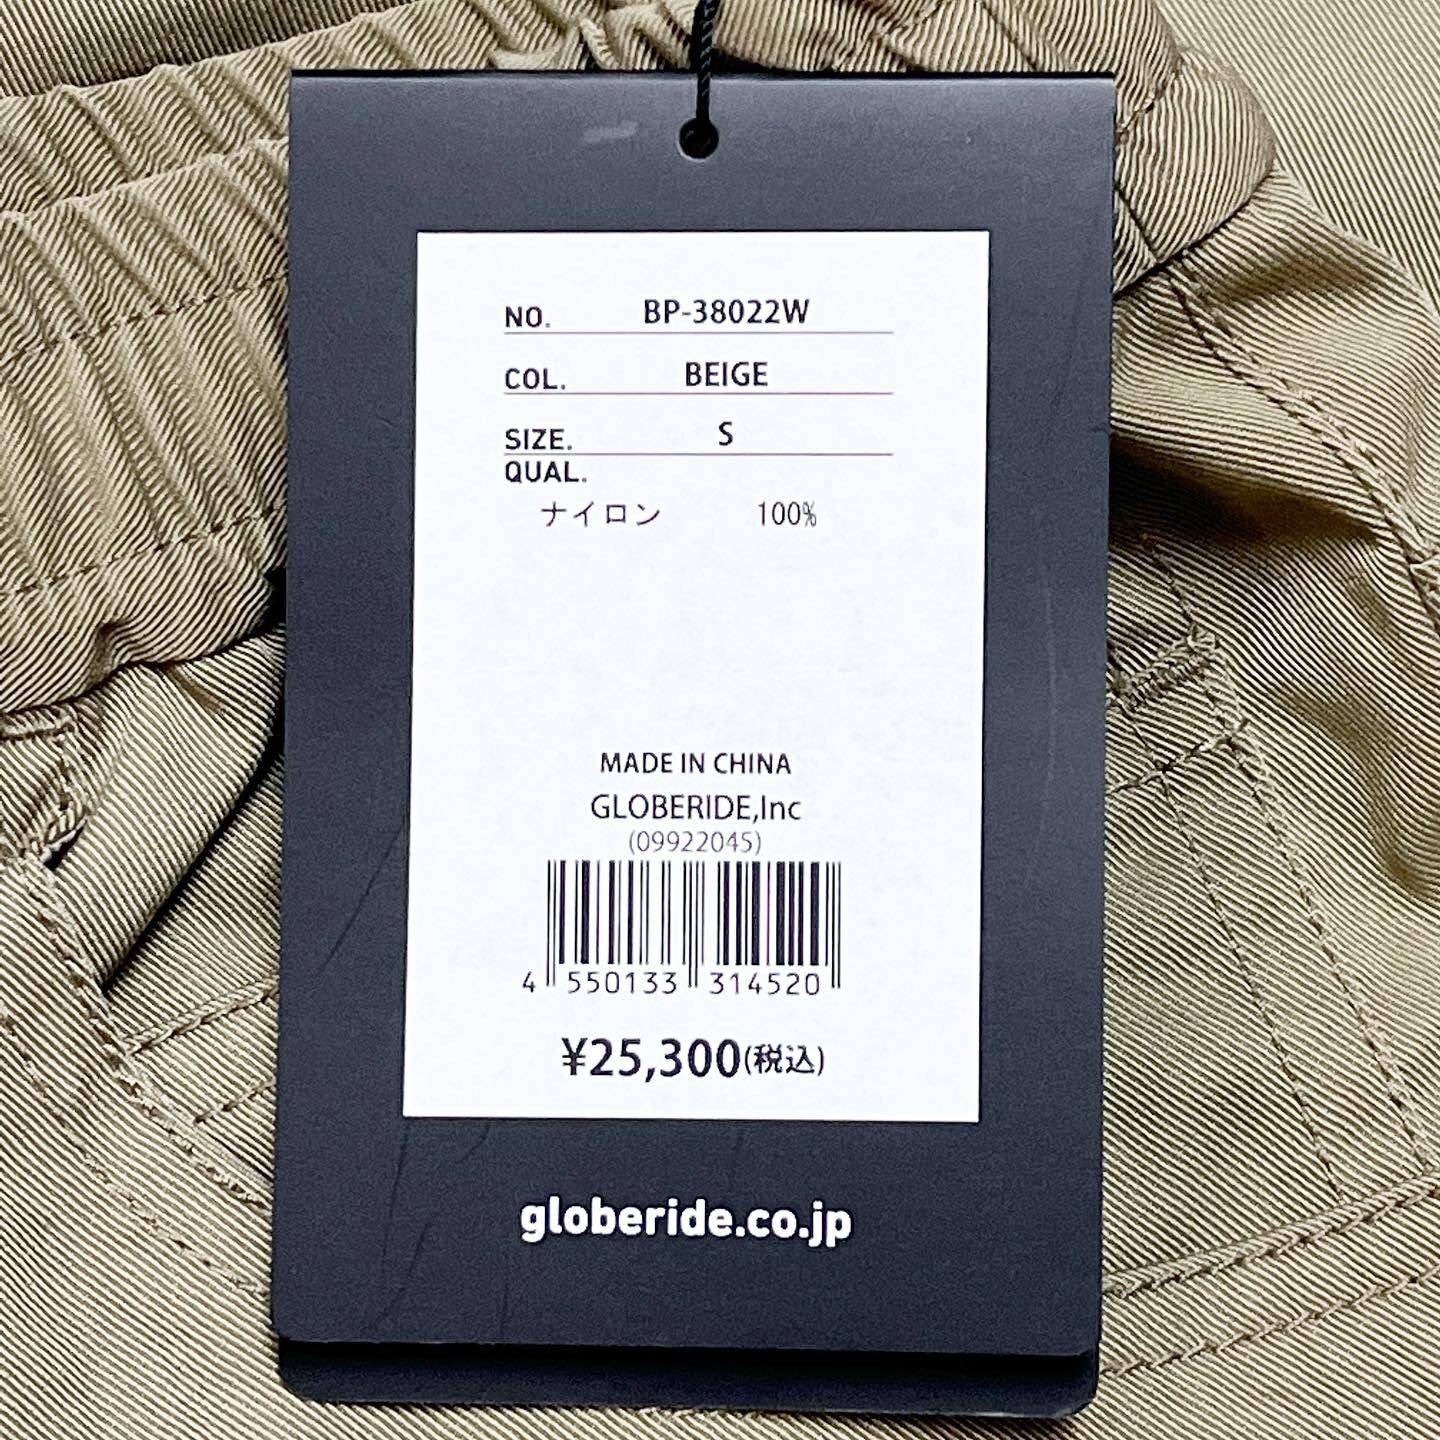 NO. BP-38022W
COL. BEIGE
SIZE. S
QUAL.
ナイロン 100%
MADE IN CHINA
GLOBERIDE,Inc
(09922045)
4 550133 314520
¥25,300(税込)
globeride.co.jp